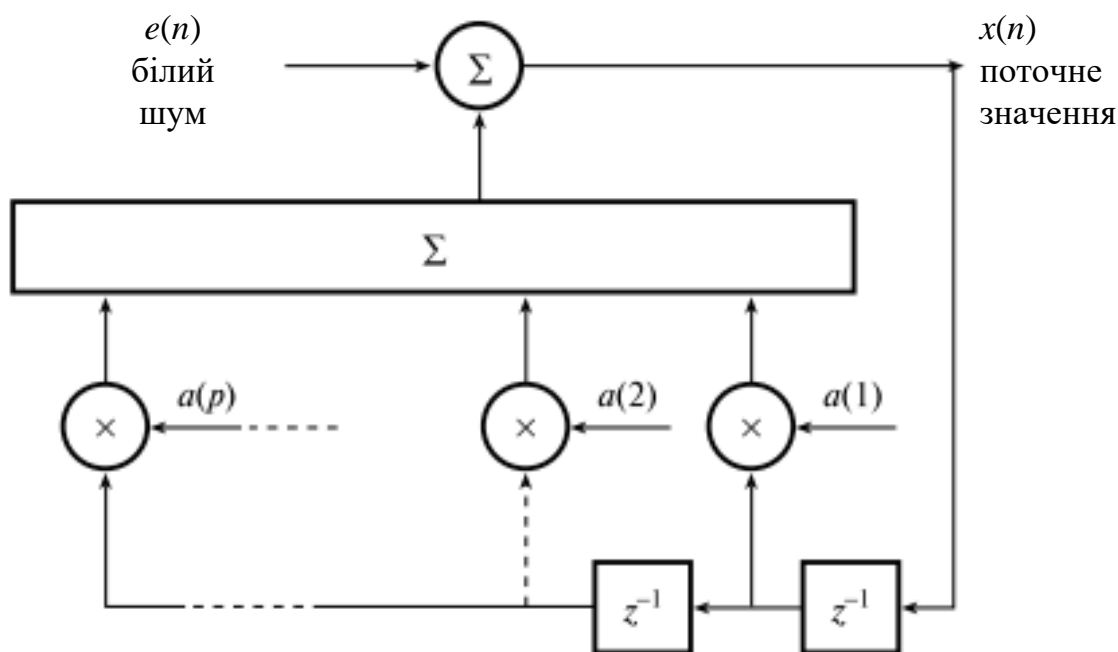 e(n)
білий
шум
Σ
x(n)
поточне
значення
Σ
× a(p)
× a(2)
× a(1)
z⁻¹
z⁻¹